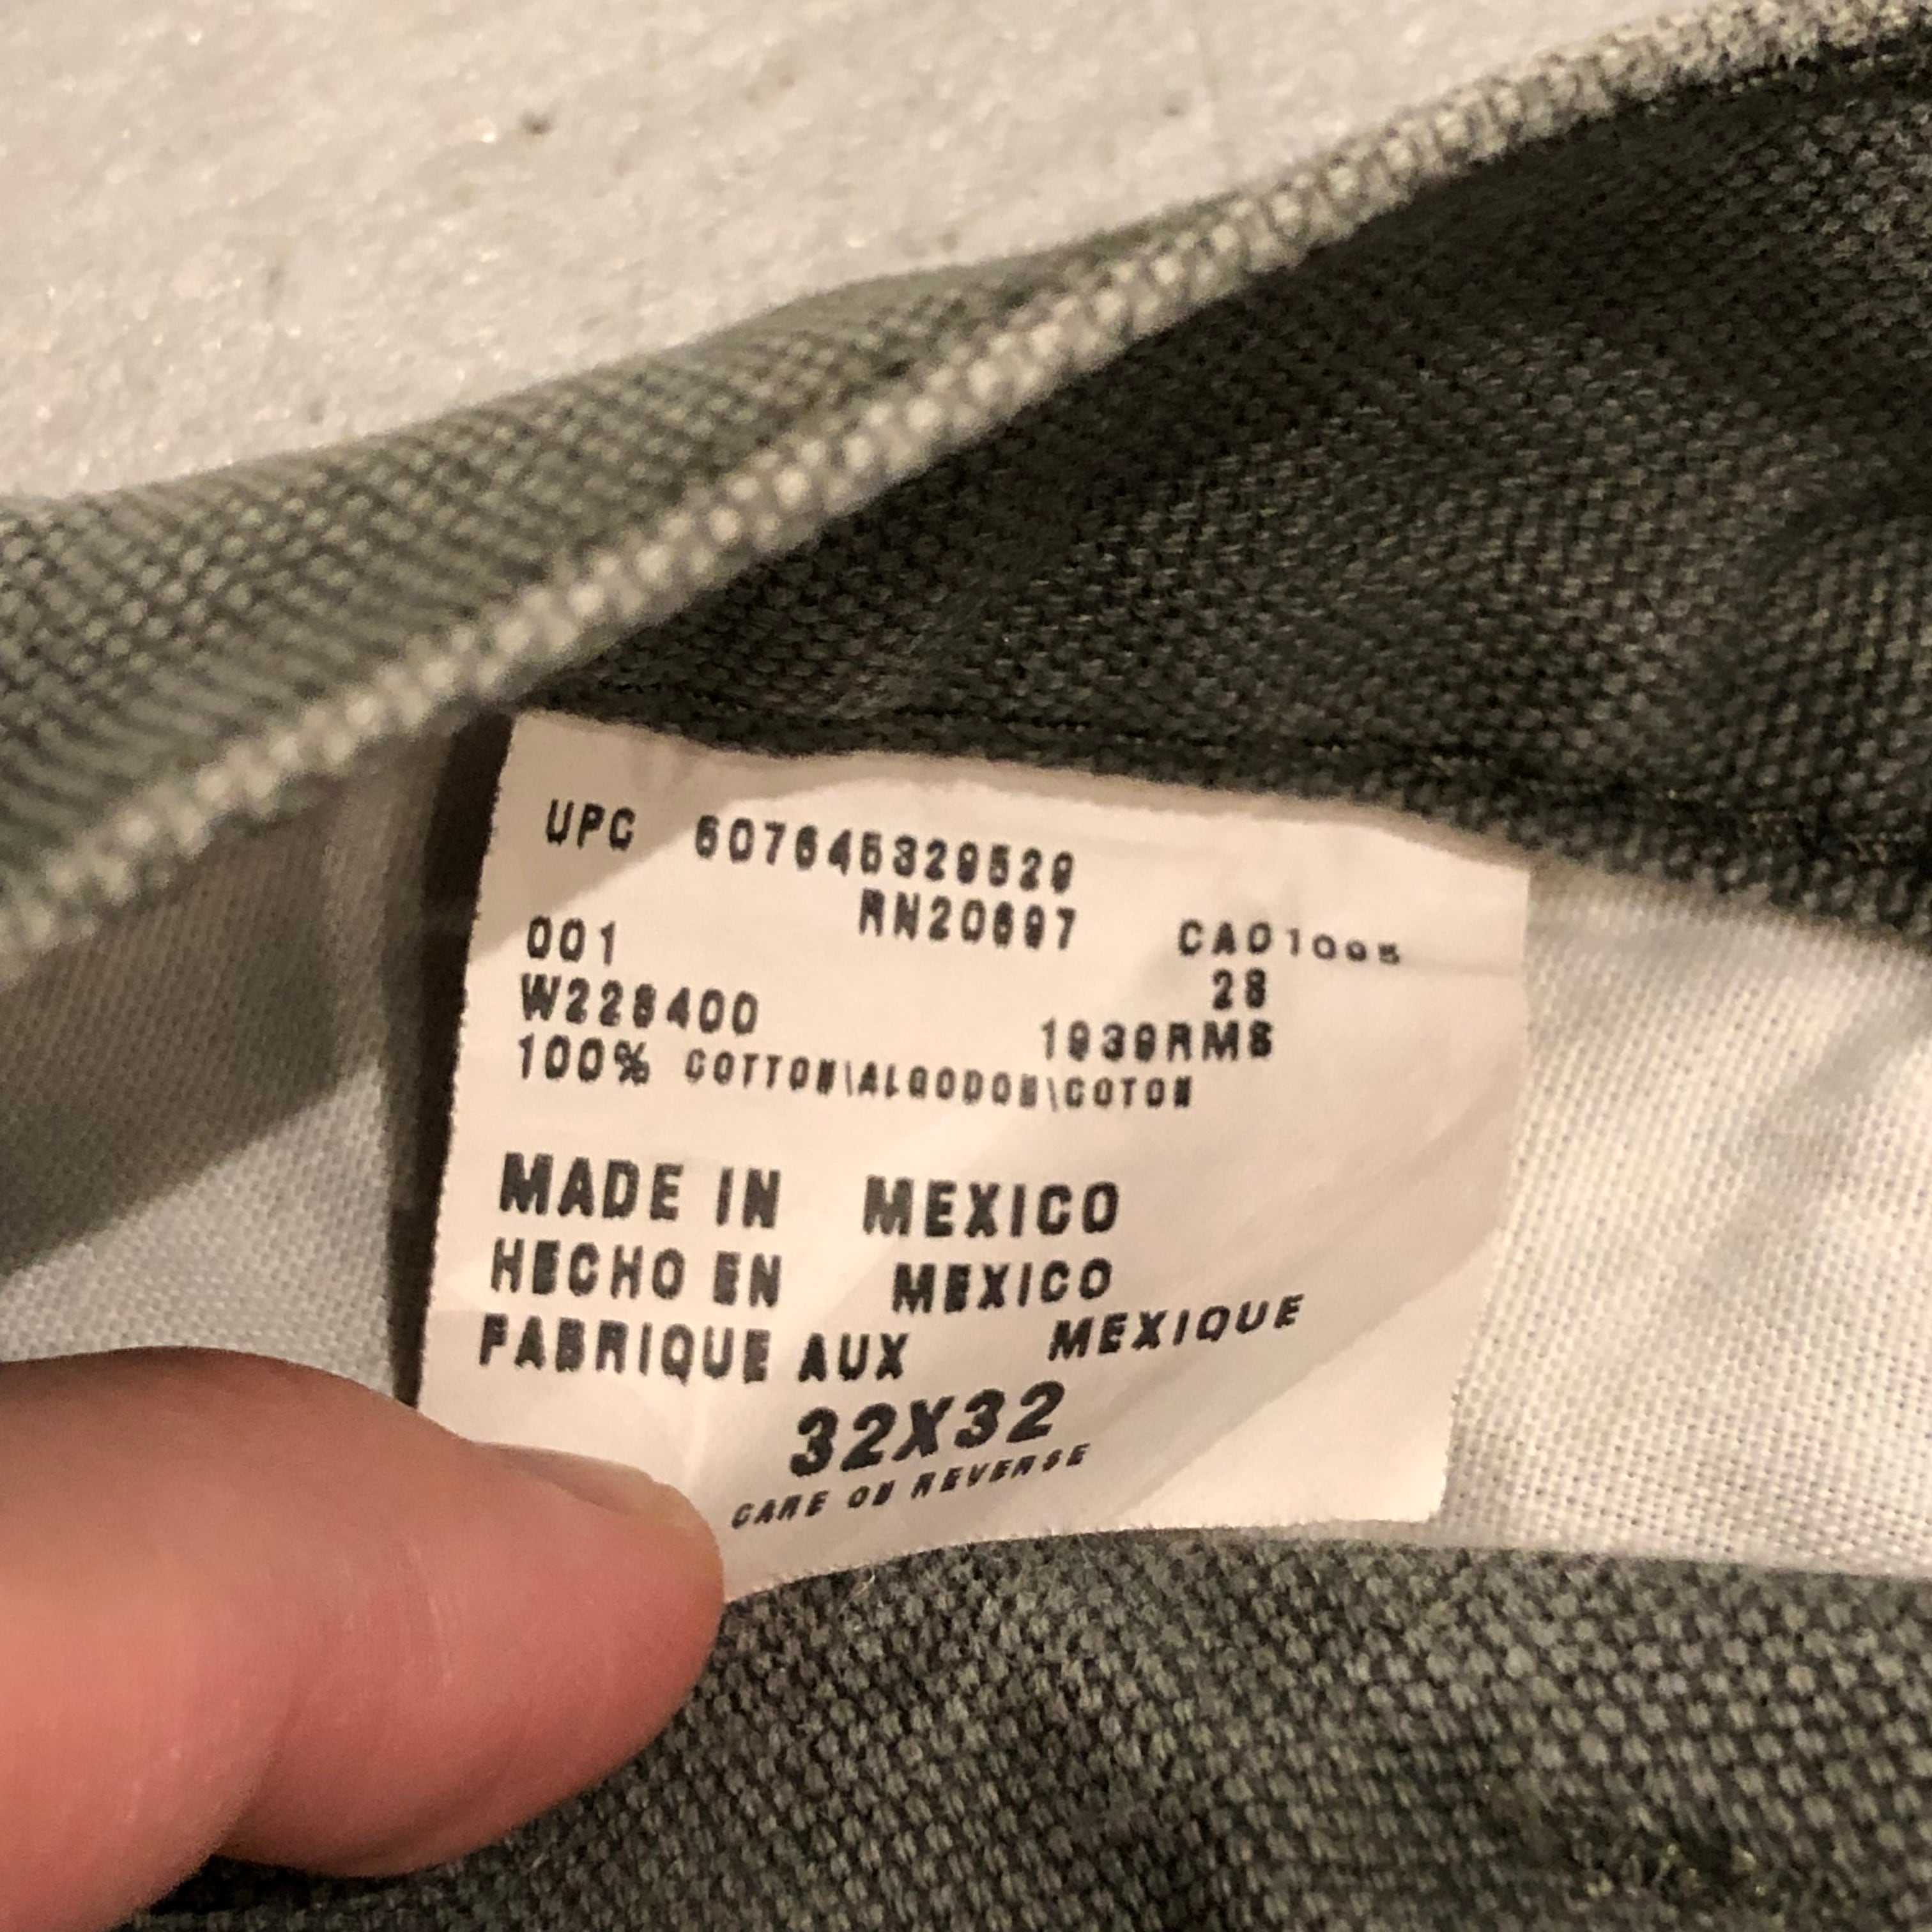 UPC 607645329529
RN20697 CA01005
001 28
W228400 1939RMS
100% COTTON\ALGODON\COTON
MADE IN MEXICO
HECHO EN MEXICO
FABRIQUE AUX MEXIQUE
32X32
CARE ON REVERSE